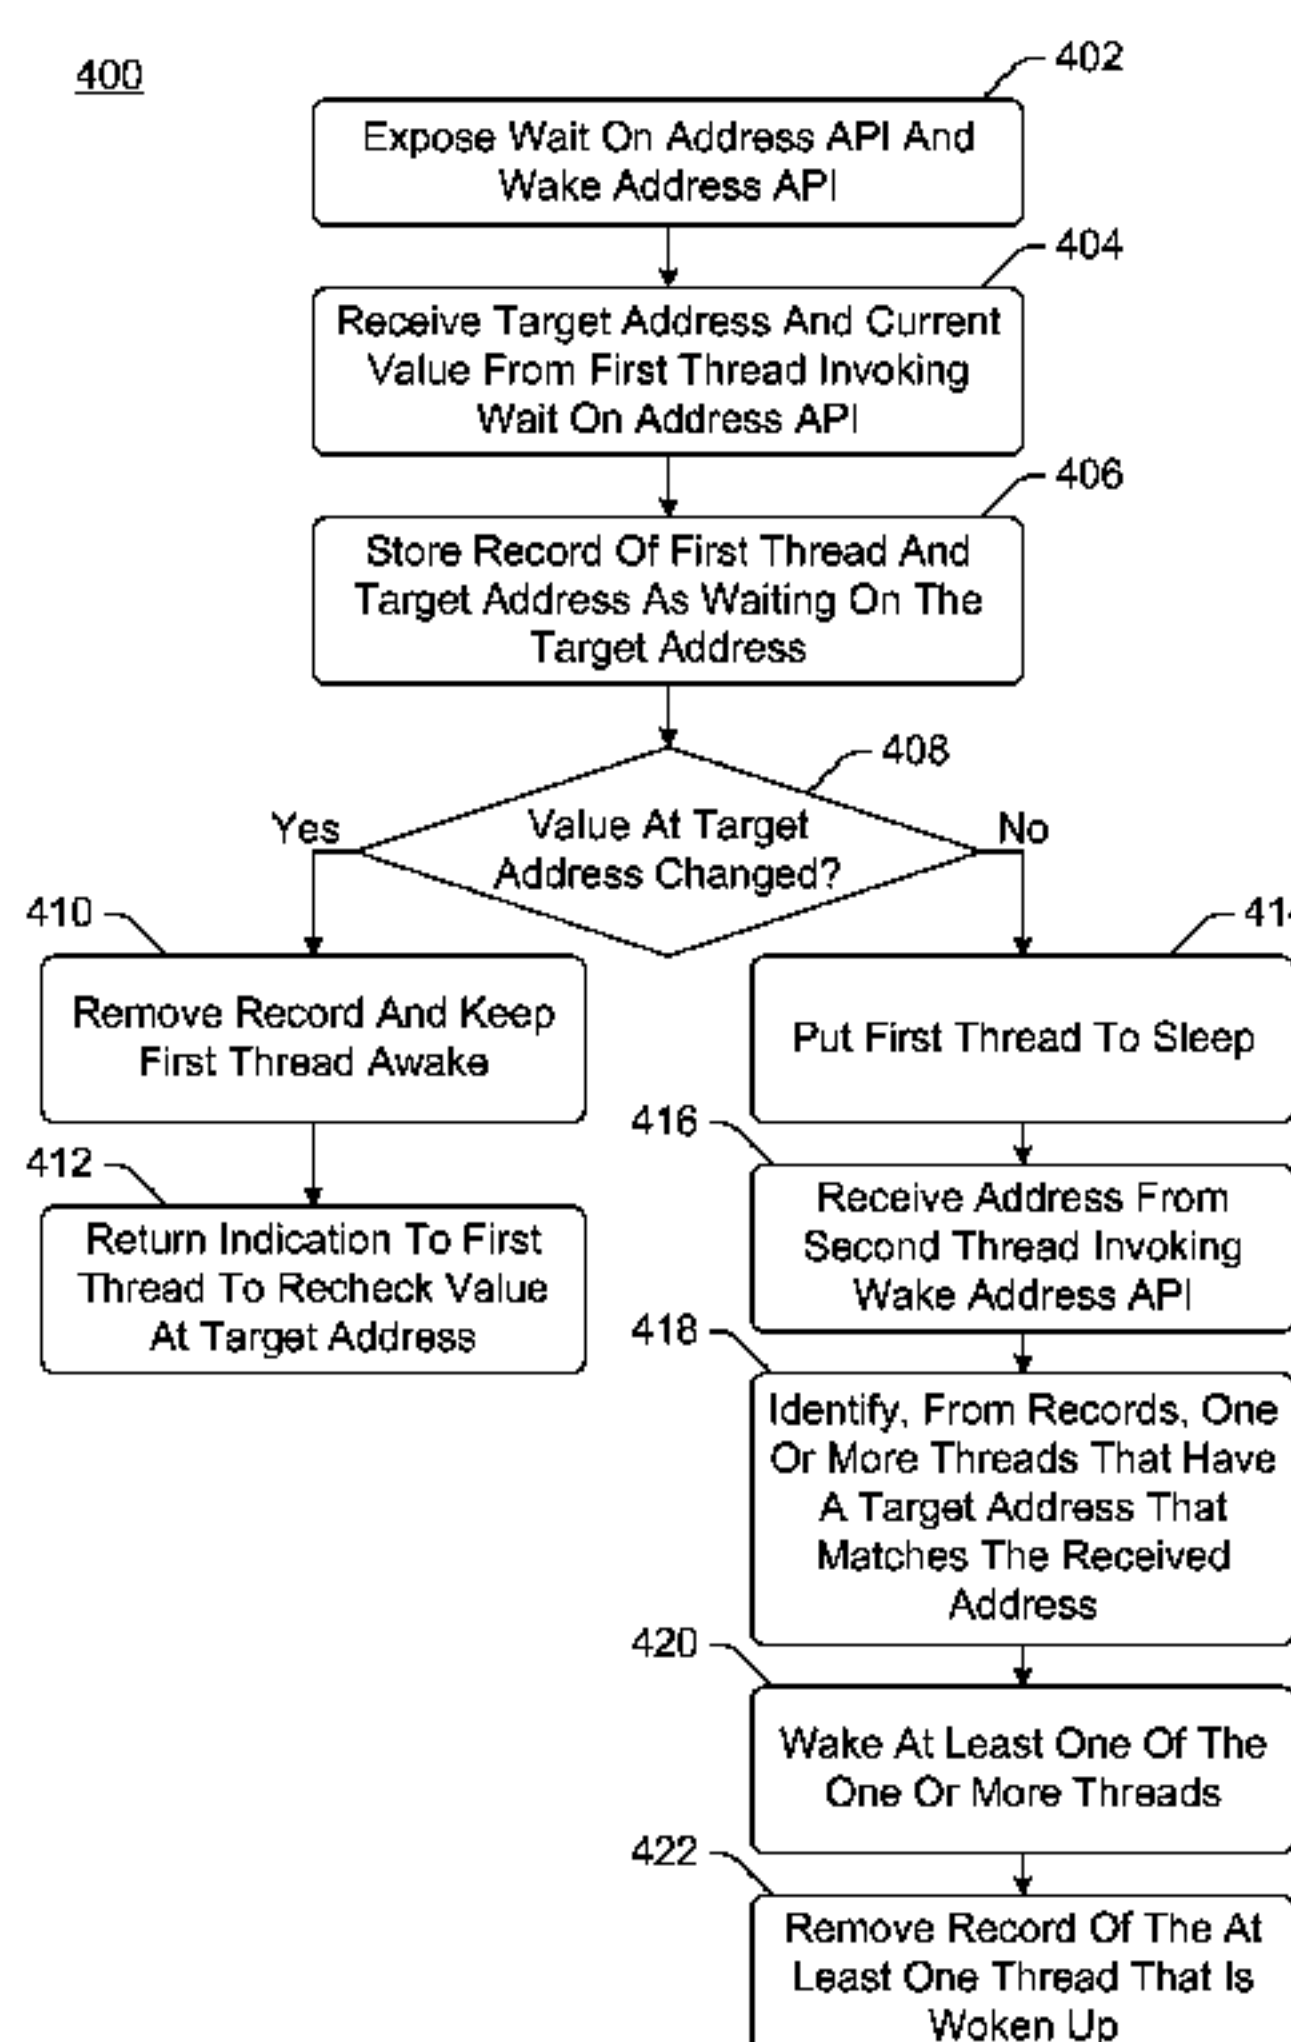 400
402
Expose Wait On Address API And
Wake Address API
404
Receive Target Address And Current
Value From First Thread Invoking
Wait On Address API
406
Store Record Of First Thread And
Target Address As Waiting On The
Target Address
408
Value At Target
Address Changed?
Yes
No
410
Remove Record And Keep
First Thread Awake
412
Return Indication To First
Thread To Recheck Value
At Target Address
414
Put First Thread To Sleep
416
Receive Address From
Second Thread Invoking
Wake Address API
418
Identify, From Records, One
Or More Threads That Have
A Target Address That
Matches The Received
Address
420
Wake At Least One Of The
One Or More Threads
422
Remove Record Of The At
Least One Thread That Is
Woken Up